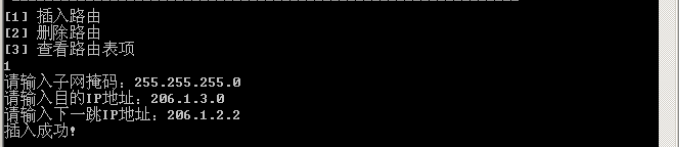 [1] 插入路由
[2] 删除路由
[3] 查看路由表项
1
请输入子网掩码：255.255.255.0
请输入目的IP地址：206.1.3.0
请输入下一跳IP地址：206.1.2.2
插入成功！